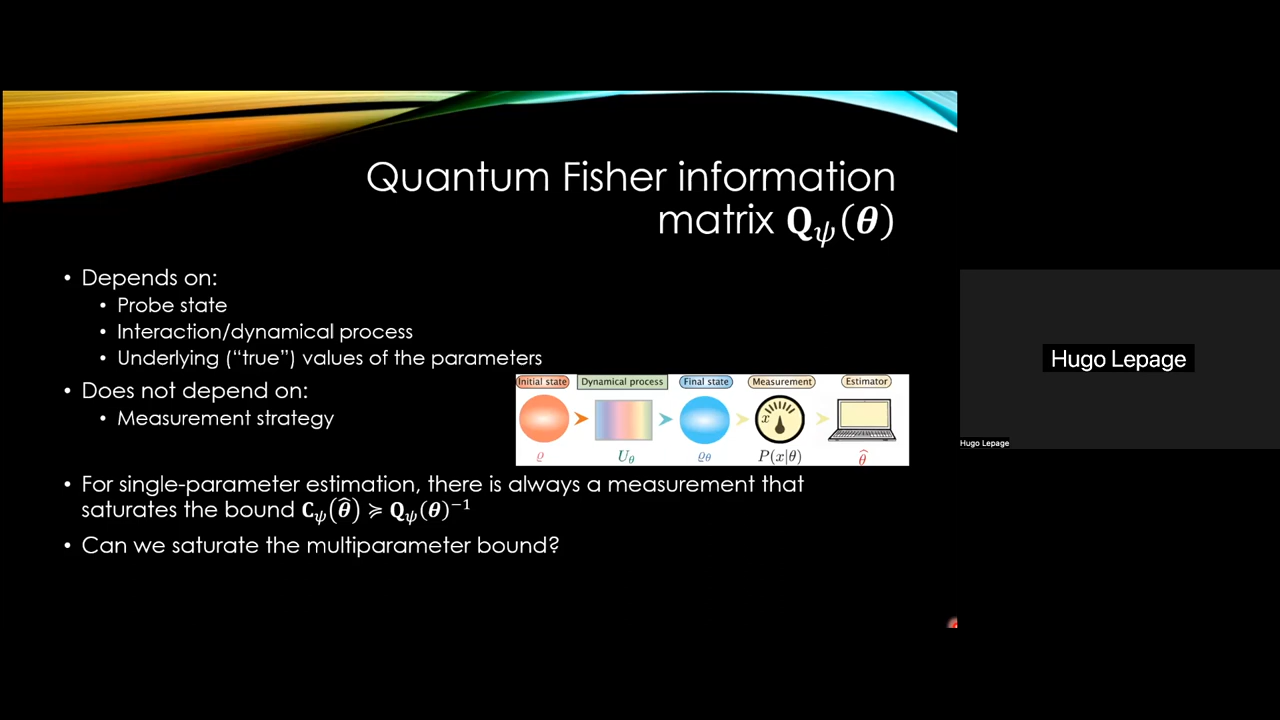 Quantum Fisher information
matrix 𝐐_ψ(𝜽)
• Depends on:
• Probe state
• Interaction/dynamical process
• Underlying (“true”) values of the parameters
• Does not depend on:
• Measurement strategy
Initial state Dynamical process Final state Measurement Estimator
x
ϱ U_θ ϱ_θ P(x|θ) θ̂
• For single-parameter estimation, there is always a measurement that
saturates the bound 𝐂_ψ(𝜽̂) ≽ 𝐐_ψ(𝜽)⁻¹
• Can we saturate the multiparameter bound?
Hugo Lepage
Hugo Lepage